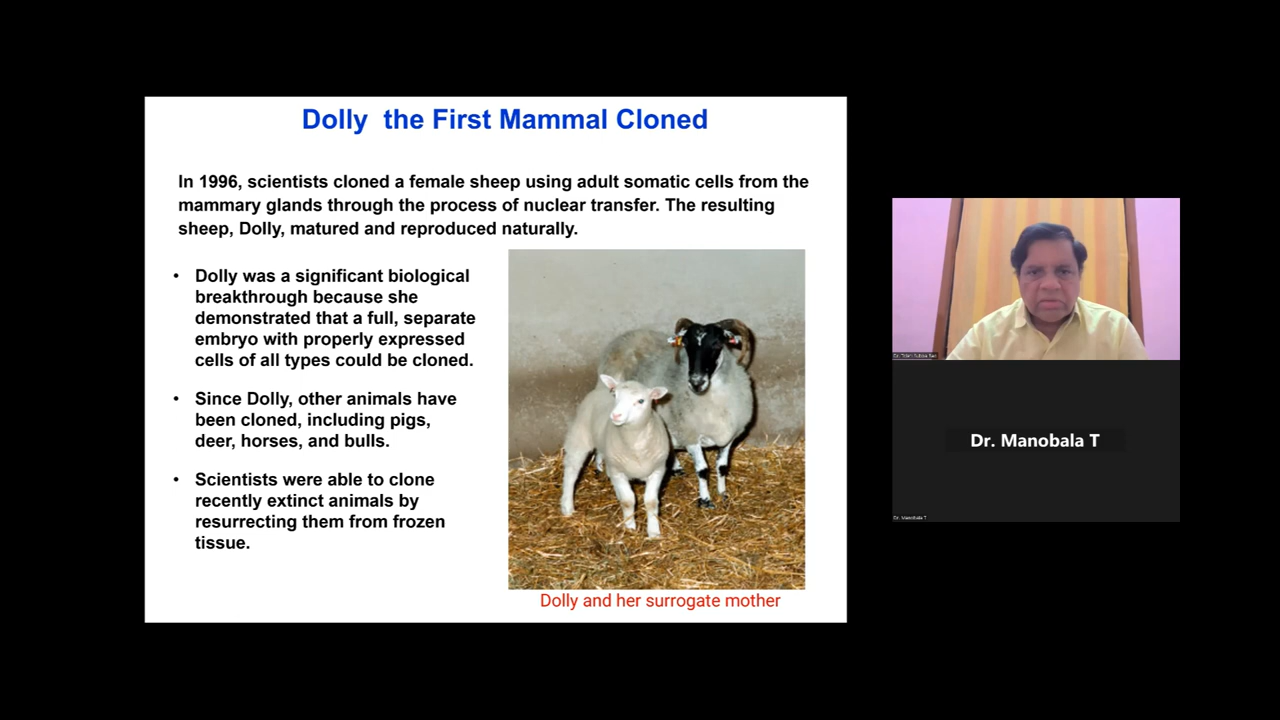 Dolly the First Mammal Cloned
In 1996, scientists cloned a female sheep using adult somatic cells from the
mammary glands through the process of nuclear transfer. The resulting
sheep, Dolly, matured and reproduced naturally.
• Dolly was a significant biological
breakthrough because she
demonstrated that a full, separate
embryo with properly expressed
cells of all types could be cloned.
• Since Dolly, other animals have
been cloned, including pigs,
deer, horses, and bulls.
• Scientists were able to clone
recently extinct animals by
resurrecting them from frozen
tissue.
Dolly and her surrogate mother
Dr. Manobala T
Dr. Manobala T